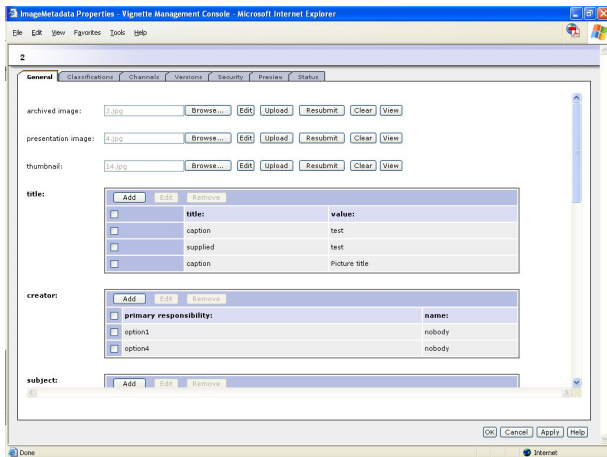 ImageMetadata Properties - Vignette Management Console - Microsoft Internet Explorer
File Edit View Favorites Tools Help
2
General Classifications Channels Versions Security Preview Status
archived image: 2.jpg Browse... Edit Upload Resubmit Clear View
presentation image: 4.jpg Browse... Edit Upload Resubmit Clear View
thumbnail: 14.jpg Browse... Edit Upload Resubmit Clear View
title: Add Edit Remove
title: value:
caption test
supplied test
caption Picture title
creator: Add Edit Remove
primary responsibility: name:
option1 nobody
option4 nobody
subject: Add Edit Remove
OK Cancel Apply Help
Done Internet